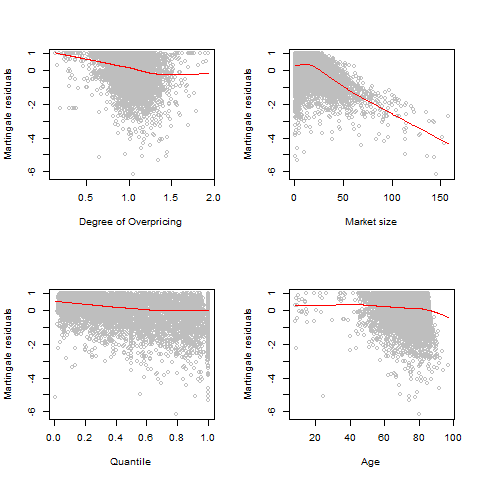 Martingale residuals
1
0
-2
-4
-6
0.5 1.0 1.5 2.0
Degree of Overpricing
Martingale residuals
1
0
-2
-4
-6
0 50 100 150
Market size
Martingale residuals
1
0
-2
-4
-6
0.0 0.2 0.4 0.6 0.8 1.0
Quantile
Martingale residuals
1
0
-2
-4
-6
20 40 60 80 100
Age